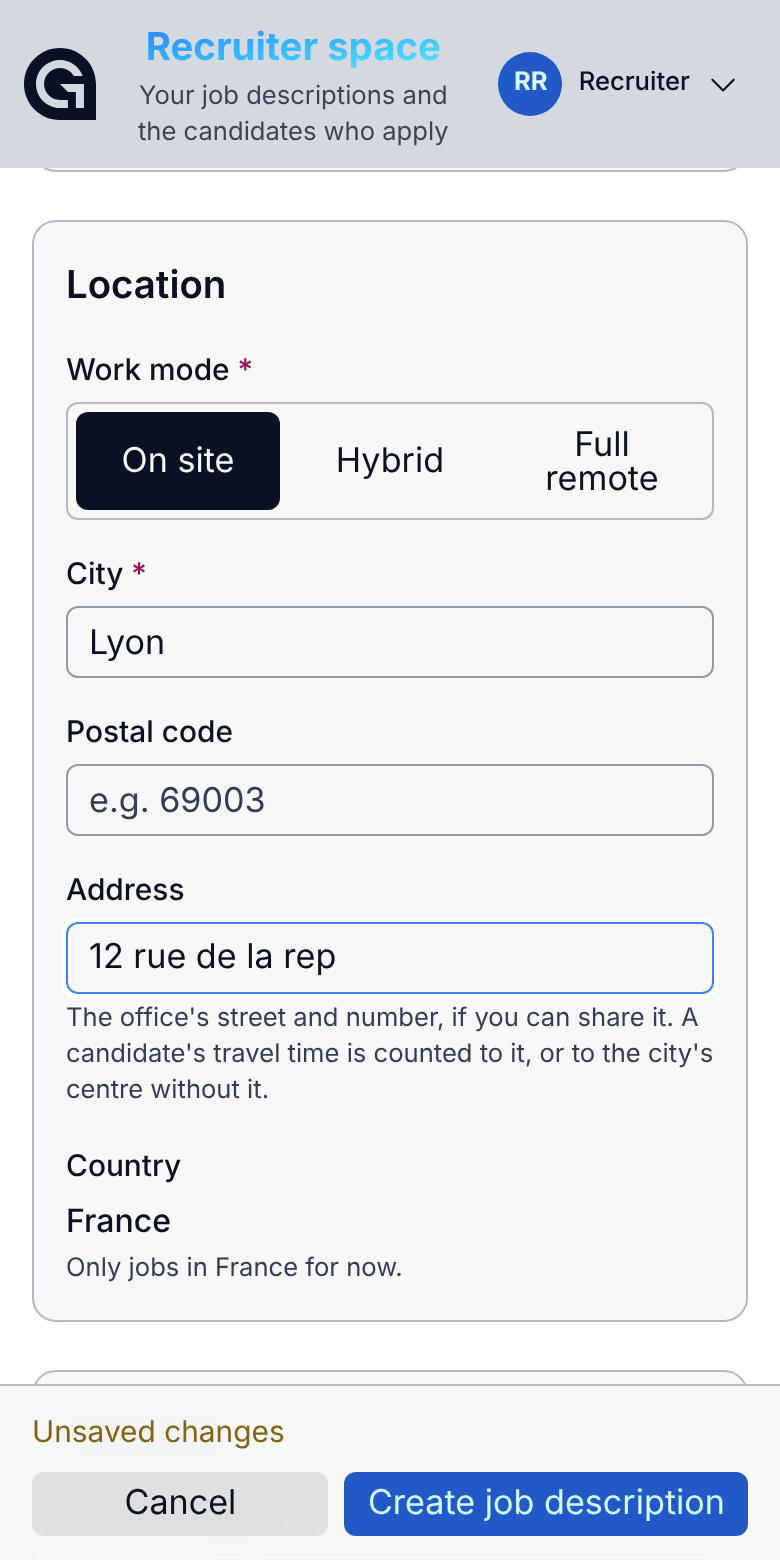 Recruiter space
Your job descriptions and
the candidates who apply
RR
Recruiter
Location
Work mode *
On site
Hybrid
Full
remote
City *
Lyon
Postal code
e.g. 69003
Address
12 rue de la rep
The office's street and number, if you can share it. A
candidate's travel time is counted to it, or to the city's
centre without it.
Country
France
Only jobs in France for now.
Unsaved changes
Cancel
Create job description